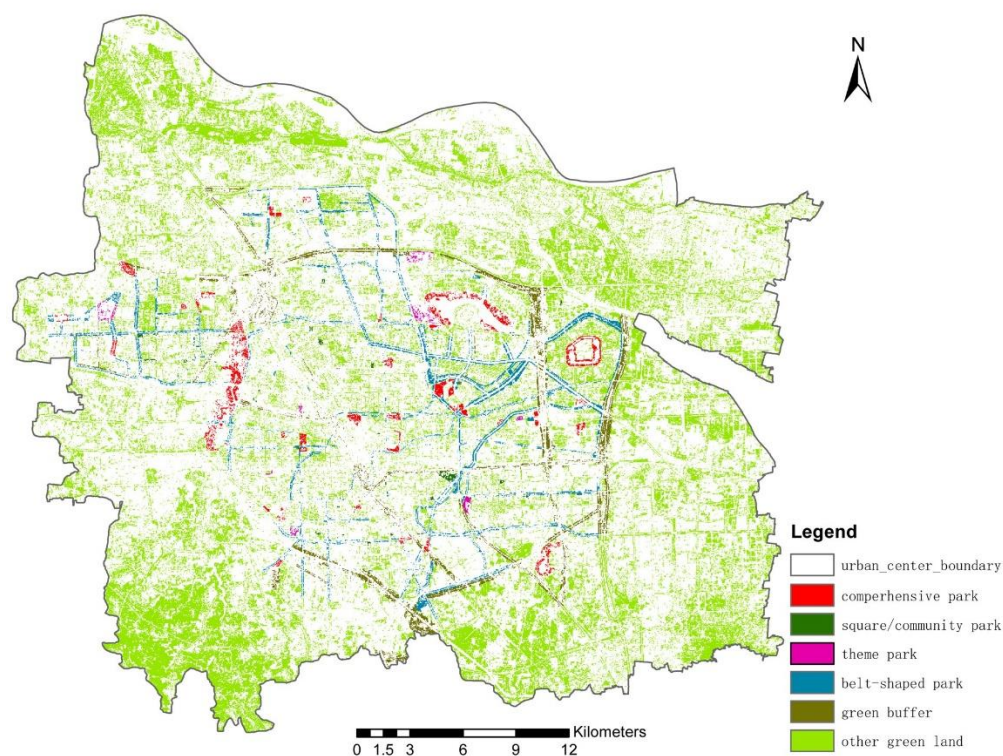 N
Legend
urban_center_boundary
comperhensive park
square/community park
theme park
belt-shaped park
green buffer
other green land
Kilometers
0 1.5 3 6 9 12